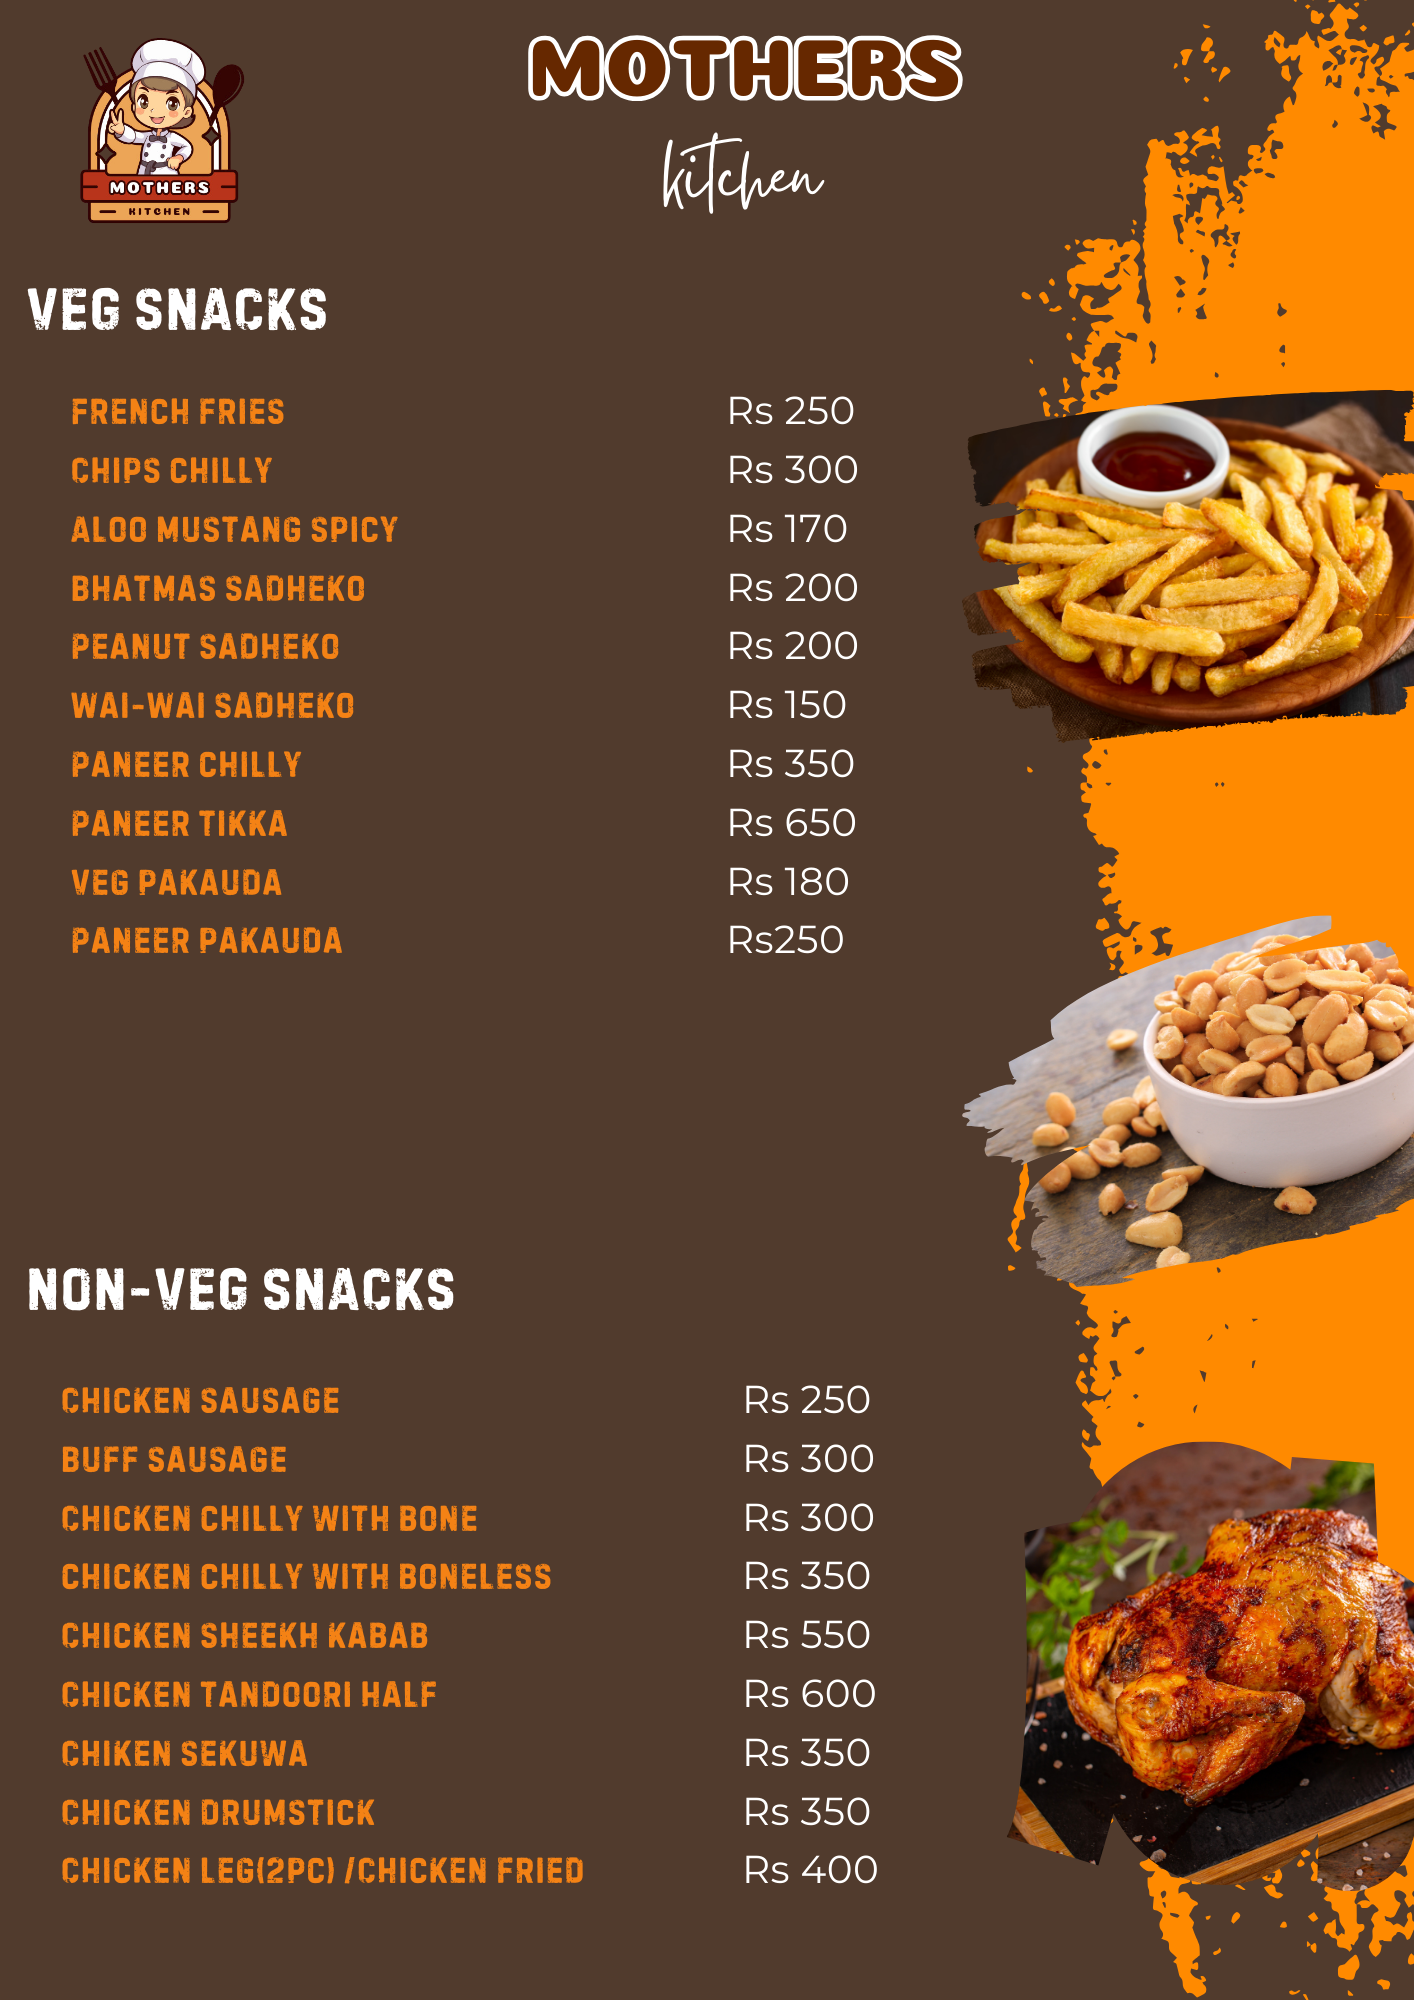 MOTHERS
KITCHEN
MOTHERS
kitchen
VEG SNACKS
FRENCH FRIES Rs 250
CHIPS CHILLY Rs 300
ALOO MUSTANG SPICY Rs 170
BHATMAS SADHEKO Rs 200
PEANUT SADHEKO Rs 200
WAI-WAI SADHEKO Rs 150
PANEER CHILLY Rs 350
PANEER TIKKA Rs 650
VEG PAKAUDA Rs 180
PANEER PAKAUDA Rs250
NON-VEG SNACKS
CHICKEN SAUSAGE Rs 250
BUFF SAUSAGE Rs 300
CHICKEN CHILLY WITH BONE Rs 300
CHICKEN CHILLY WITH BONELESS Rs 350
CHICKEN SHEEKH KABAB Rs 550
CHICKEN TANDOORI HALF Rs 600
CHIKEN SEKUWA Rs 350
CHICKEN DRUMSTICK Rs 350
CHICKEN LEG(2PC) /CHICKEN FRIED Rs 400